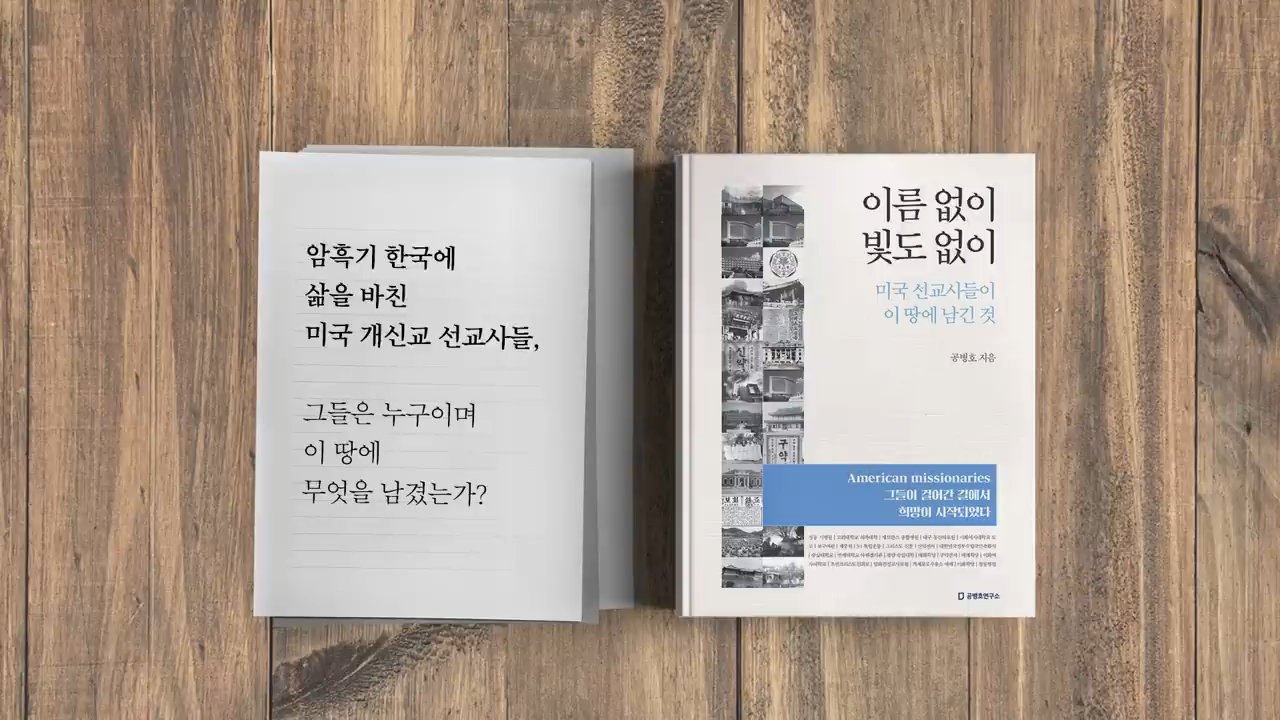 암흑기 한국에
삶을 바친
미국 개신교 선교사들,
그들은 누구이며
이 땅에
무엇을 남겼는가?
이름 없이
빛도 없이
미국 선교사들이
이 땅에 남긴 것
공병호 지음
신약
구약
American missionaries
그들이 걸어간 길에서
희망이 시작되었다
공병호연구소